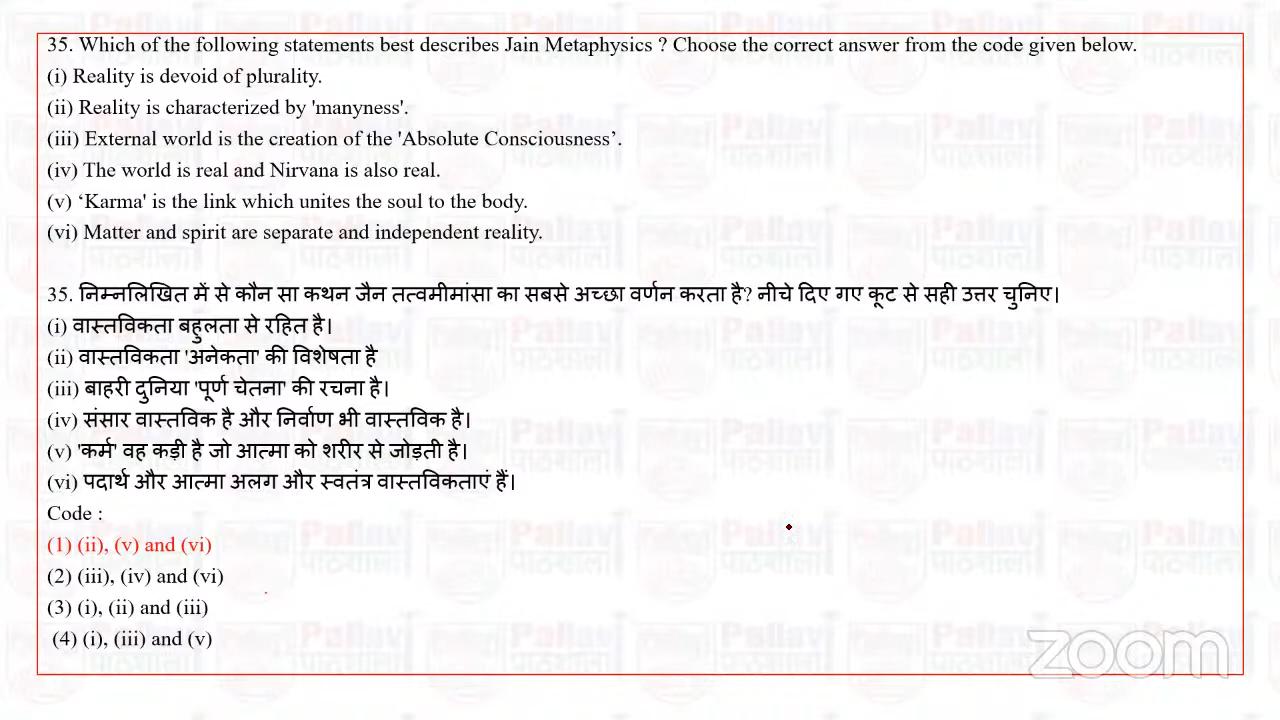 35. Which of the following statements best describes Jain Metaphysics ? Choose the correct answer from the code given below.
(i) Reality is devoid of plurality.
(ii) Reality is characterized by 'manyness'.
(iii) External world is the creation of the 'Absolute Consciousness’.
(iv) The world is real and Nirvana is also real.
(v) ‘Karma' is the link which unites the soul to the body.
(vi) Matter and spirit are separate and independent reality.
35. निम्नलिखित में से कौन सा कथन जैन तत्वमीमांसा का सबसे अच्छा वर्णन करता है? नीचे दिए गए कूट से सही उत्तर चुनिए।
(i) वास्तविकता बहुलता से रहित है।
(ii) वास्तविकता 'अनेकता' की विशेषता है
(iii) बाहरी दुनिया 'पूर्ण चेतना' की रचना है।
(iv) संसार वास्तविक है और निर्वाण भी वास्तविक है।
(v) 'कर्म' वह कड़ी है जो आत्मा को शरीर से जोड़ती है।
(vi) पदार्थ और आत्मा अलग और स्वतंत्र वास्तविकताएं हैं।
Code :
(1) (ii), (v) and (vi)
(2) (iii), (iv) and (vi)
(3) (i), (ii) and (iii)
(4) (i), (iii) and (v)
zoom